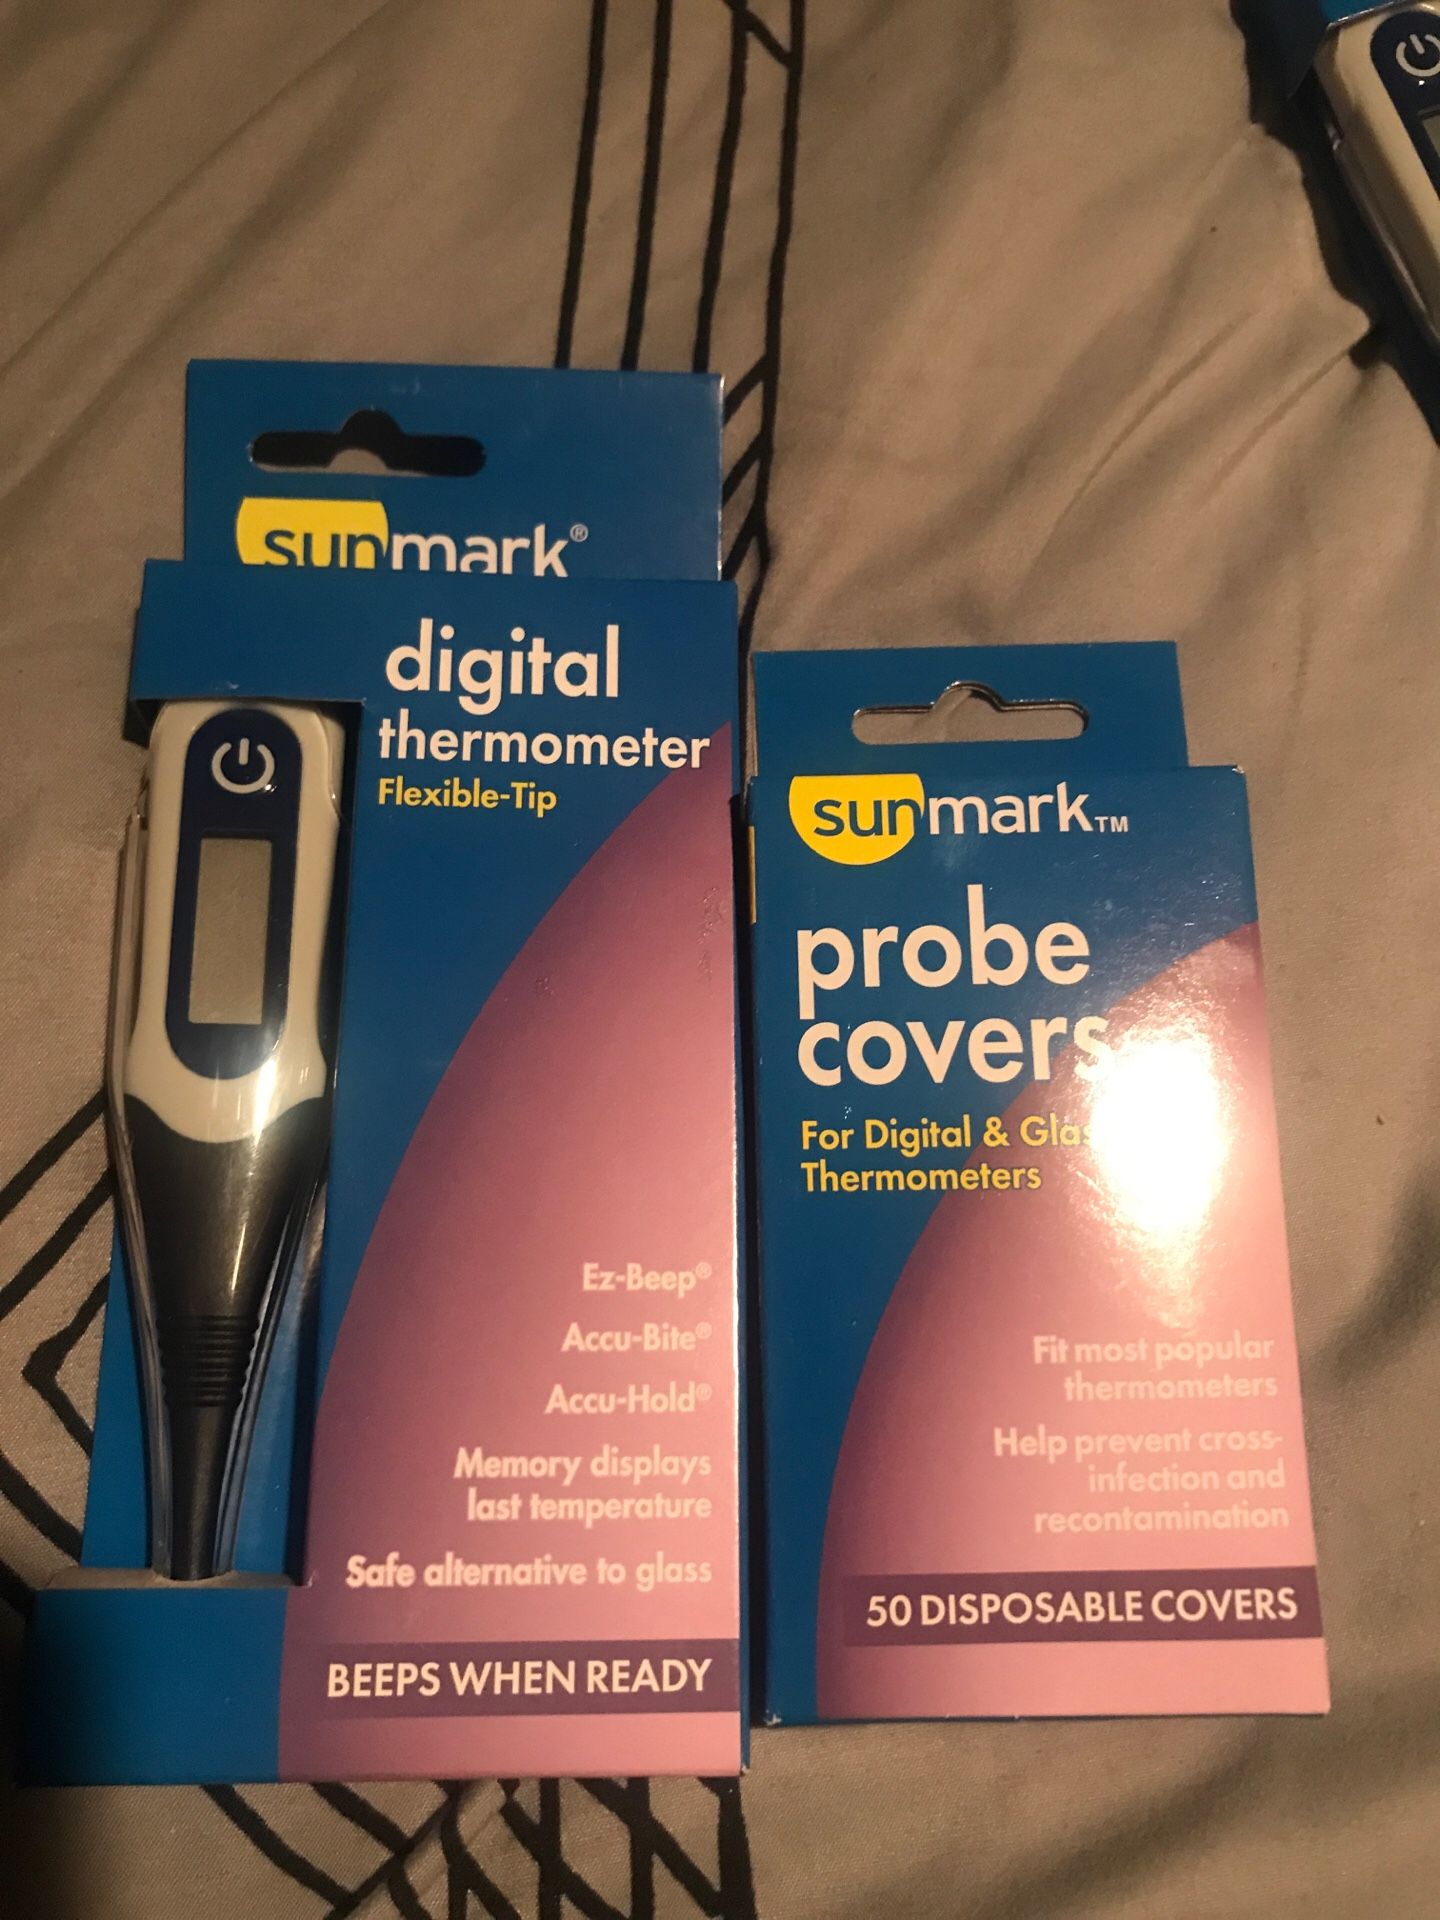 sunmark®
digital
thermometer
Flexible-Tip
Ez-Beep®
Accu-Bite®
Accu-Hold®
Memory displays
last temperature
Safe alternative to glass
BEEPS WHEN READY
sunmark™
probe
covers
For Digital &
Thermometers
Fit most popular
thermometers
Help prevent cross-
infection and
recontamination
50 DISPOSABLE COVERS